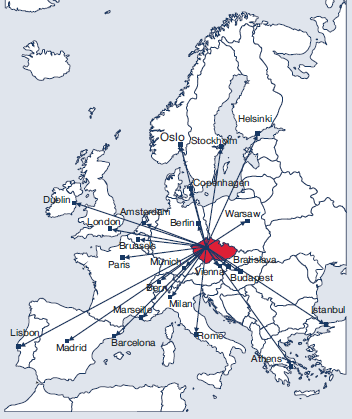 Helsinki
Oslo
Stockholm
Copenhagen
Dublin
Amsterdam
London
Berlin
Warsaw
Brussels
Paris
Munich
Vienna
Bratislava
Budapest
Bern
Milan
Marseille
Istanbul
Lisbon
Madrid
Barcelona
Rome
Athens